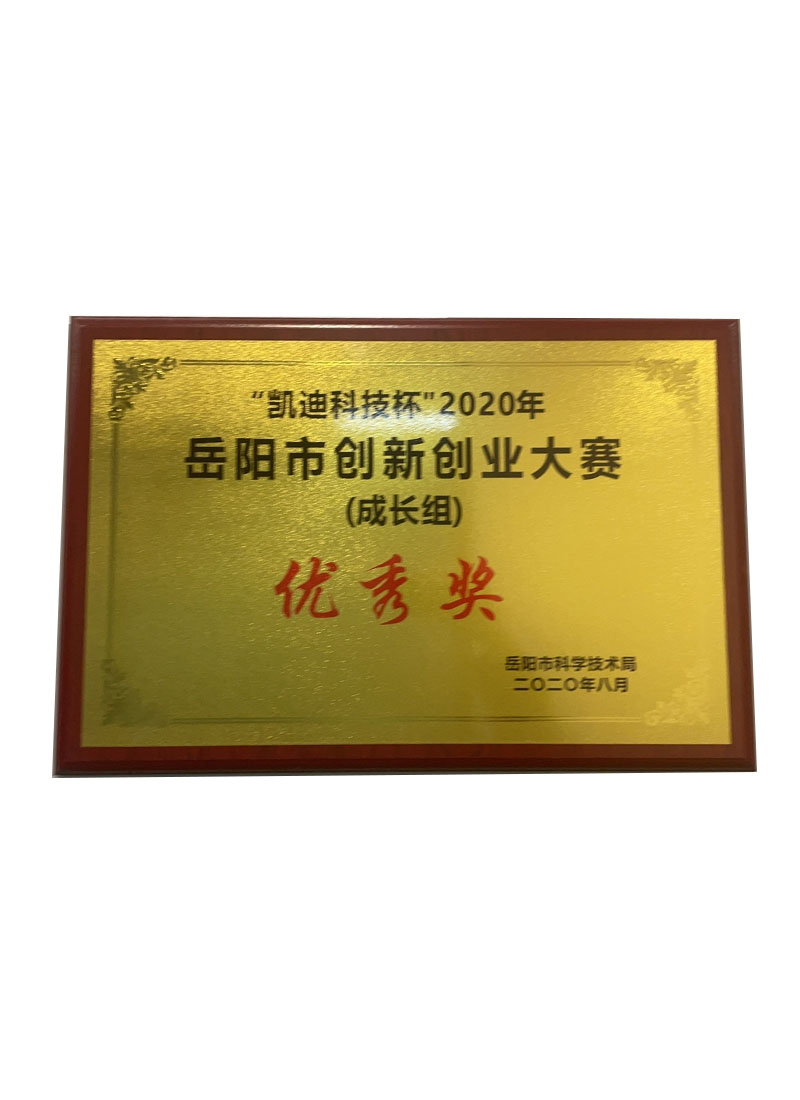 “凯迪科技杯"2020年
岳阳市创新创业大赛
(成长组)
优秀奖
岳阳市科学技术局
二〇二〇年八月